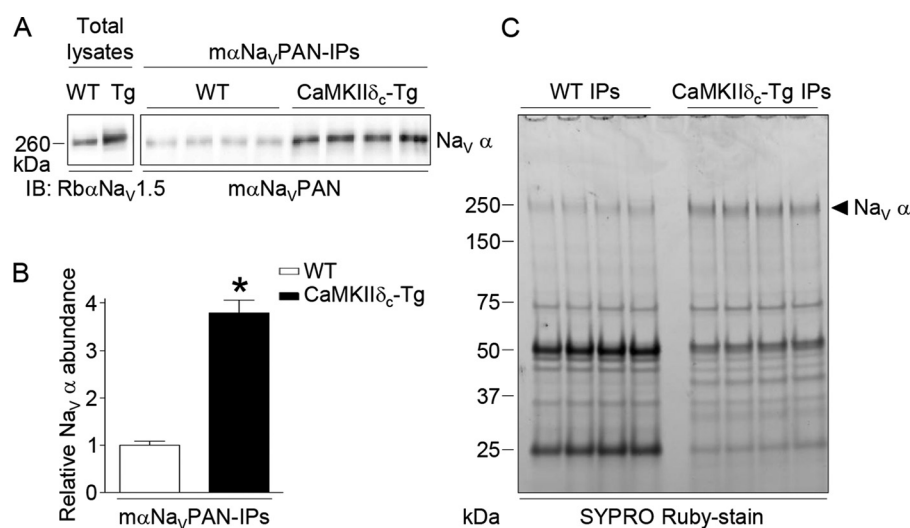 A
Total
lysates
mαNaVPAN-IPs
WT Tg
WT
CaMKIIδc-Tg
260
kDa
NaV α
IB: RbαNaV1.5
mαNaVPAN
B
WT
CaMKIIδc-Tg
Relative NaV α abundance
4
3
2
1
0
*
mαNaVPAN-IPs
C
WT IPs
CaMKIIδc-Tg IPs
250
NaV α
150
75
50
37
25
kDa
SYPRO Ruby-stain